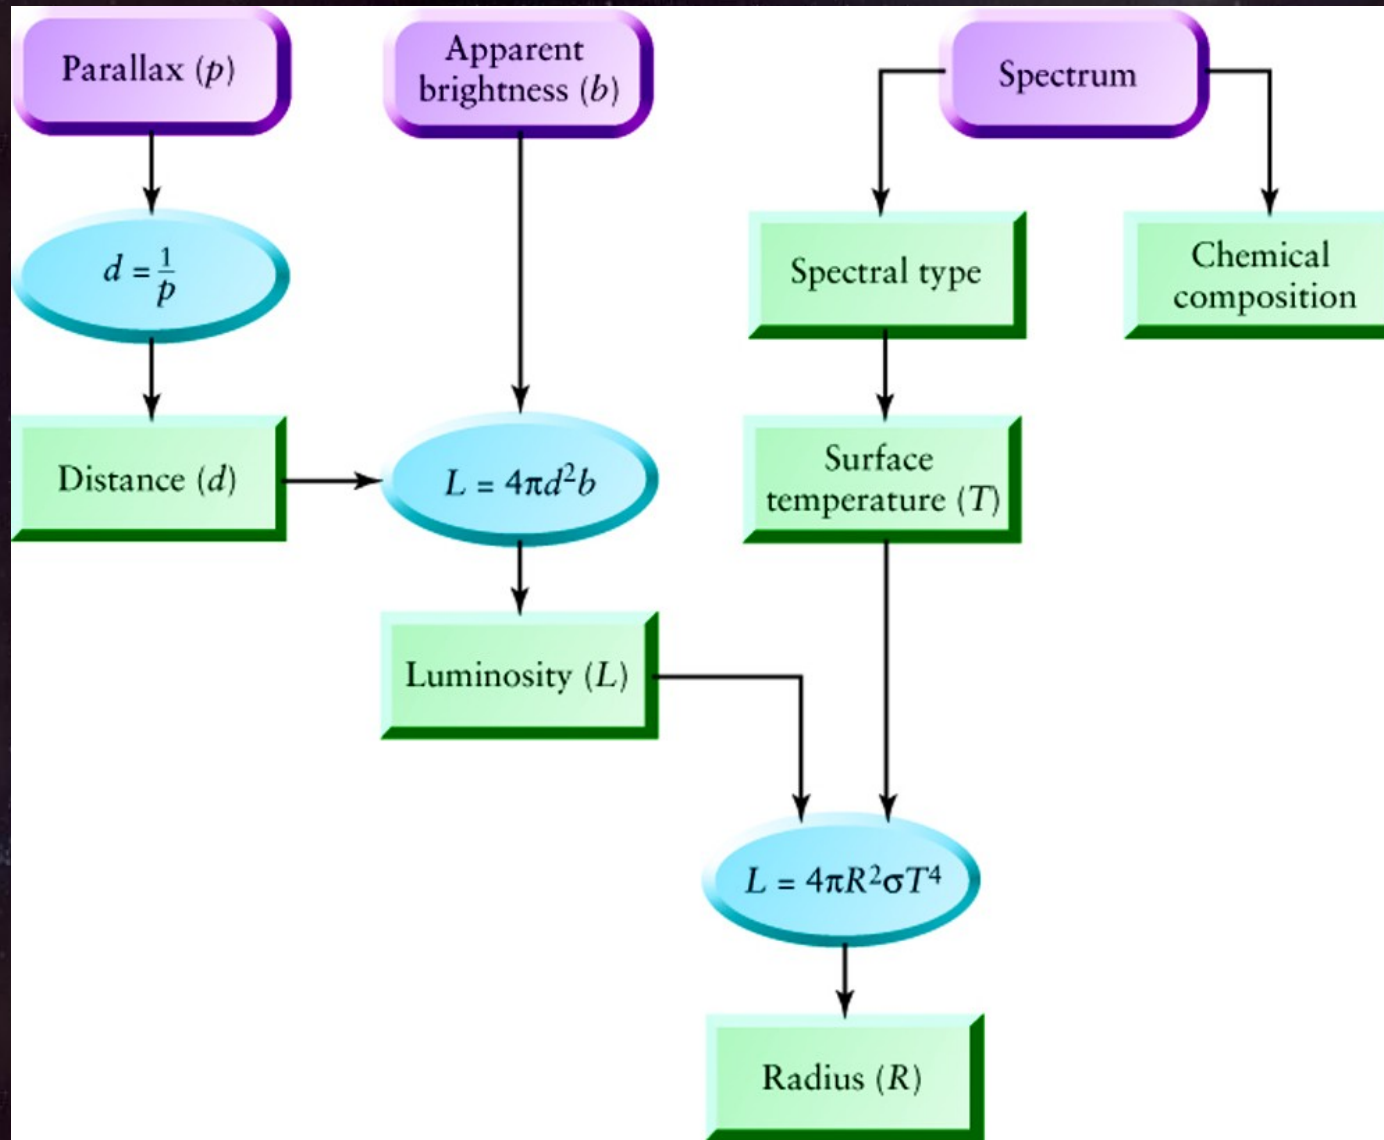 Parallax (p)
Apparent
brightness (b)
Spectrum
d = 1/p
Spectral type
Chemical
composition
Distance (d)
L = 4πd²b
Surface
temperature (T)
Luminosity (L)
L = 4πR²σT⁴
Radius (R)